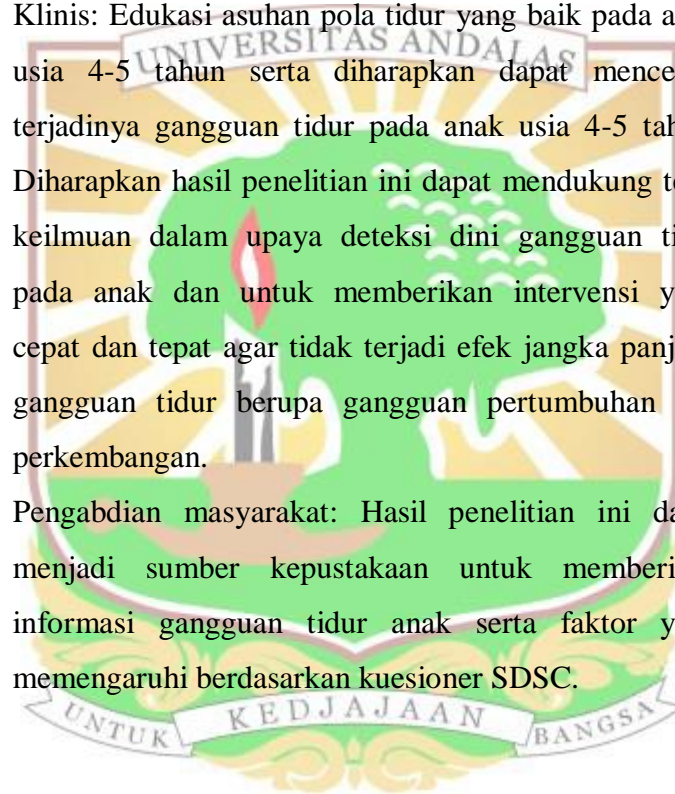 Klinis: Edukasi asuhan pola tidur yang baik pada a
UNIVERSITAS ANDALAS
usia 4-5 tahun serta diharapkan dapat mence
terjadinya gangguan tidur pada anak usia 4-5 tah
Diharapkan hasil penelitian ini dapat mendukung te
keilmuan dalam upaya deteksi dini gangguan ti
pada anak dan untuk memberikan intervensi y
cepat dan tepat agar tidak terjadi efek jangka panj
gangguan tidur berupa gangguan pertumbuhan
perkembangan.
Pengabdian masyarakat: Hasil penelitian ini da
menjadi sumber kepustakaan untuk memberi
informasi gangguan tidur anak serta faktor y
memengaruhi berdasarkan kuesioner SDSC.
UNTUK KEDJAJAAN BANGSA